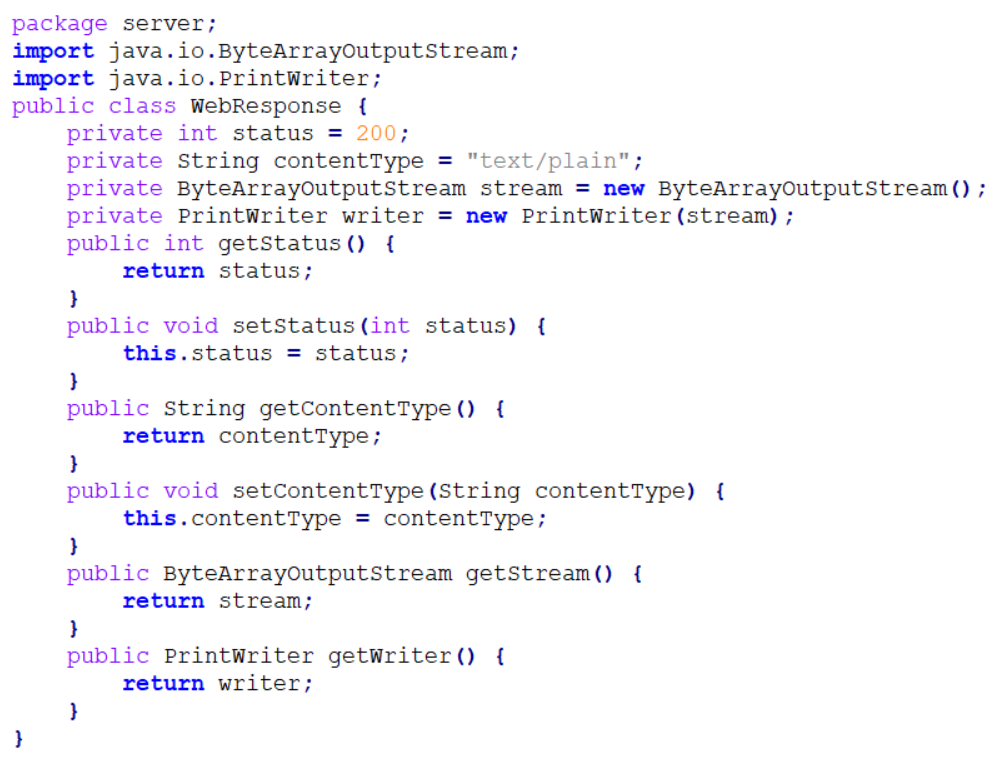 package server;
import java.io.ByteArrayOutputStream;
import java.io.PrintWriter;
public class WebResponse {
    private int status = 200;
    private String contentType = "text/plain";
    private ByteArrayOutputStream stream = new ByteArrayOutputStream();
    private PrintWriter writer = new PrintWriter(stream);
    public int getStatus() {
        return status;
    }
    public void setStatus(int status) {
        this.status = status;
    }
    public String getContentType() {
        return contentType;
    }
    public void setContentType(String contentType) {
        this.contentType = contentType;
    }
    public ByteArrayOutputStream getStream() {
        return stream;
    }
    public PrintWriter getWriter() {
        return writer;
    }
}